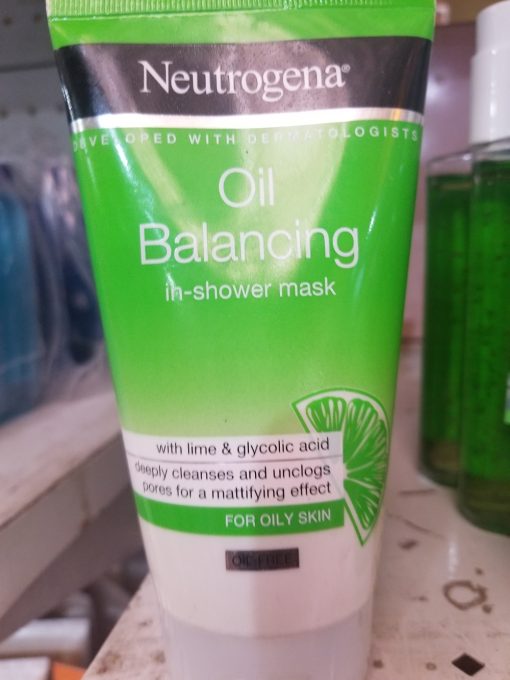 Neutrogena®
DEVELOPED WITH DERMATOLOGISTS
Oil
Balancing
in-shower mask
with lime & glycolic acid
deeply cleanses and unclogs
pores for a mattifying effect
FOR OILY SKIN
OIL-FREE